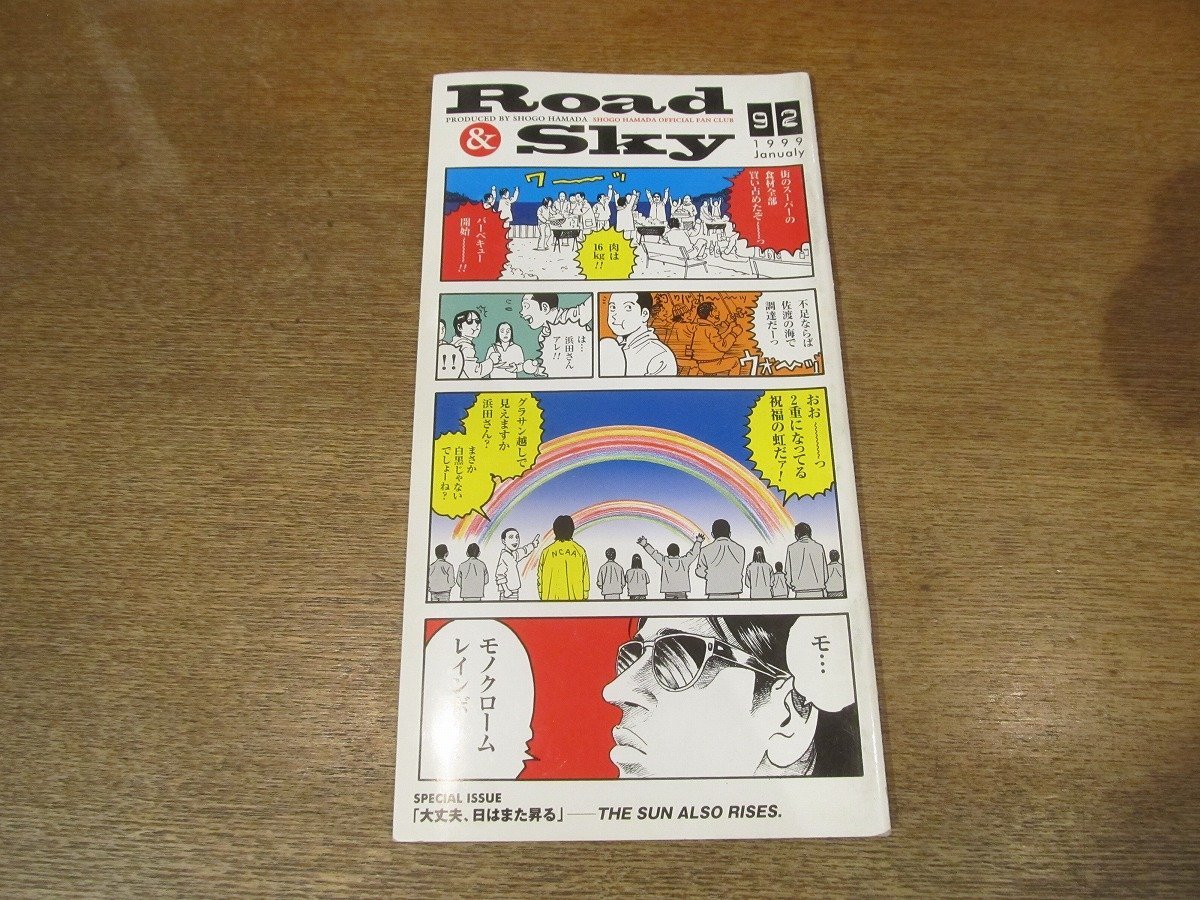 Road
PRODUCED BY SHOGO HAMADA SHOGO HAMADA OFFICIAL FAN CLUB
& Sky
92
1999
Janualy
街のスーパーの
食材全部
買い占めたぞ〜〜っ
ワーーッ
肉は
16
kg!!
バーベキュー
開始〜〜〜!!
不足ならば
佐渡の海で
調達だーっ
ウオ〜〜ッ
は…
浜田さん
アレ!!
!!
おお〜〜〜っ
2重になってる
祝福の虹だァ!
グラサン越しで
見えますか
浜田さん?
まさか
白黒じゃない
でしょーね?
NCAA
モ…
モノクローム
レインボー
SPECIAL ISSUE
「大丈夫、日はまた昇る」——THE SUN ALSO RISES.